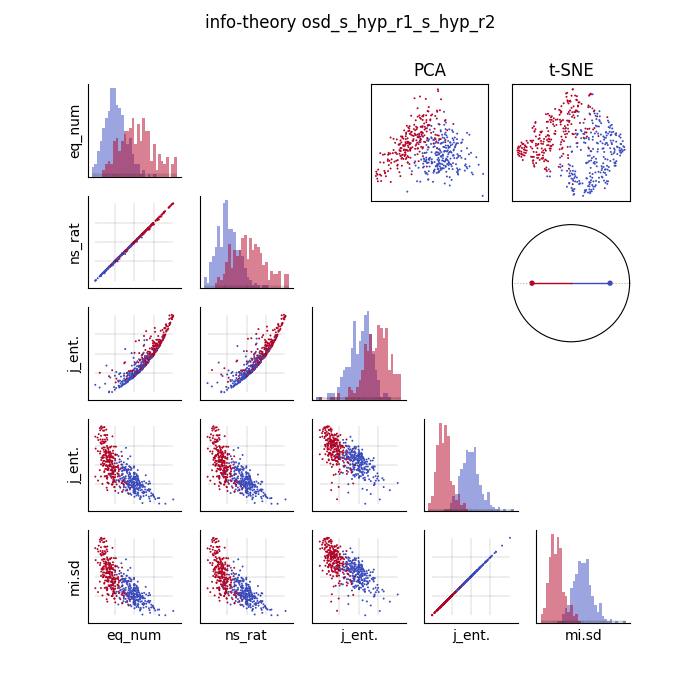 info-theory osd_s_hyp_r1_s_hyp_r2
PCA
t-SNE
eq_num
ns_rat
j_ent.
j_ent.
mi.sd
eq_num
ns_rat
j_ent.
j_ent.
mi.sd